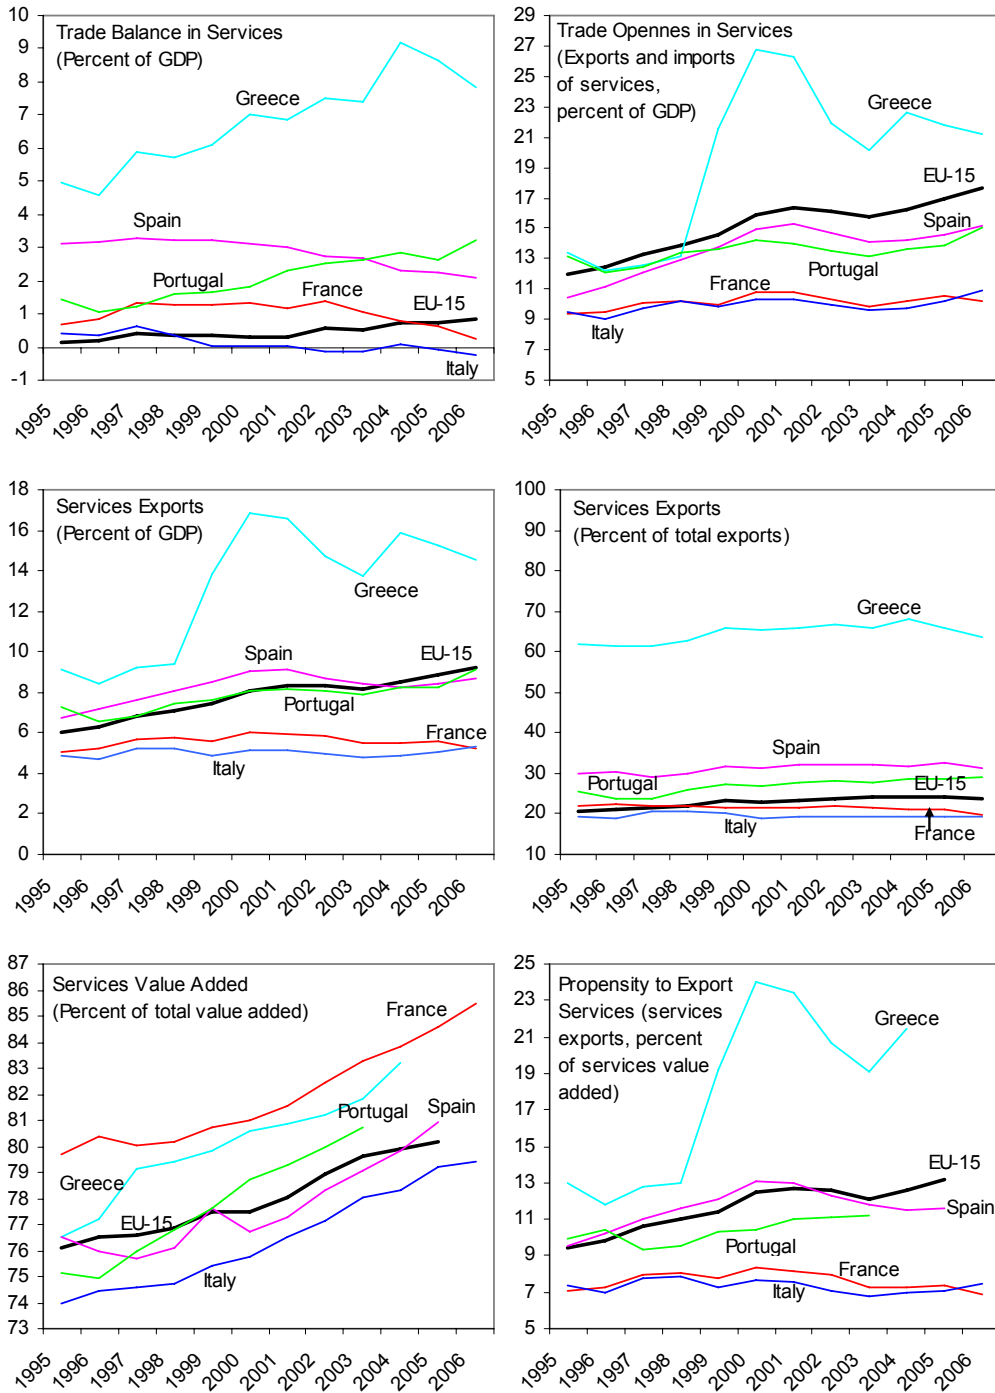 Trade Balance in Services
(Percent of GDP)
10
9
8
7
6
5
4
3
2
1
0
-1
Greece
Spain
Portugal
France
EU-15
Italy
1995 1996 1997 1998 1999 2000 2001 2002 2003 2004 2005 2006
Trade Opennes in Services
(Exports and imports
of services,
percent of GDP)
29
27
25
23
21
19
17
15
13
11
9
7
5
Greece
EU-15
Spain
Portugal
France
Italy
1995 1996 1997 1998 1999 2000 2001 2002 2003 2004 2005 2006
Services Exports
(Percent of GDP)
18
16
14
12
10
8
6
4
2
0
Greece
Spain
EU-15
Portugal
France
Italy
1995 1996 1997 1998 1999 2000 2001 2002 2003 2004 2005 2006
Services Exports
(Percent of total exports)
100
90
80
70
60
50
40
30
20
10
Greece
Spain
Portugal
EU-15
Italy
France
1995 1996 1997 1998 1999 2000 2001 2002 2003 2004 2005 2006
Services Value Added
(Percent of total value added)
87
86
85
84
83
82
81
80
79
78
77
76
75
74
73
France
Portugal
Spain
Greece
EU-15
Italy
1995 1996 1997 1998 1999 2000 2001 2002 2003 2004 2005 2006
Propensity to Export
Services (services
exports, percent
of services value
added)
25
23
21
19
17
15
13
11
9
7
5
Greece
EU-15
Spain
Portugal
France
Italy
1995 1996 1997 1998 1999 2000 2001 2002 2003 2004 2005 2006